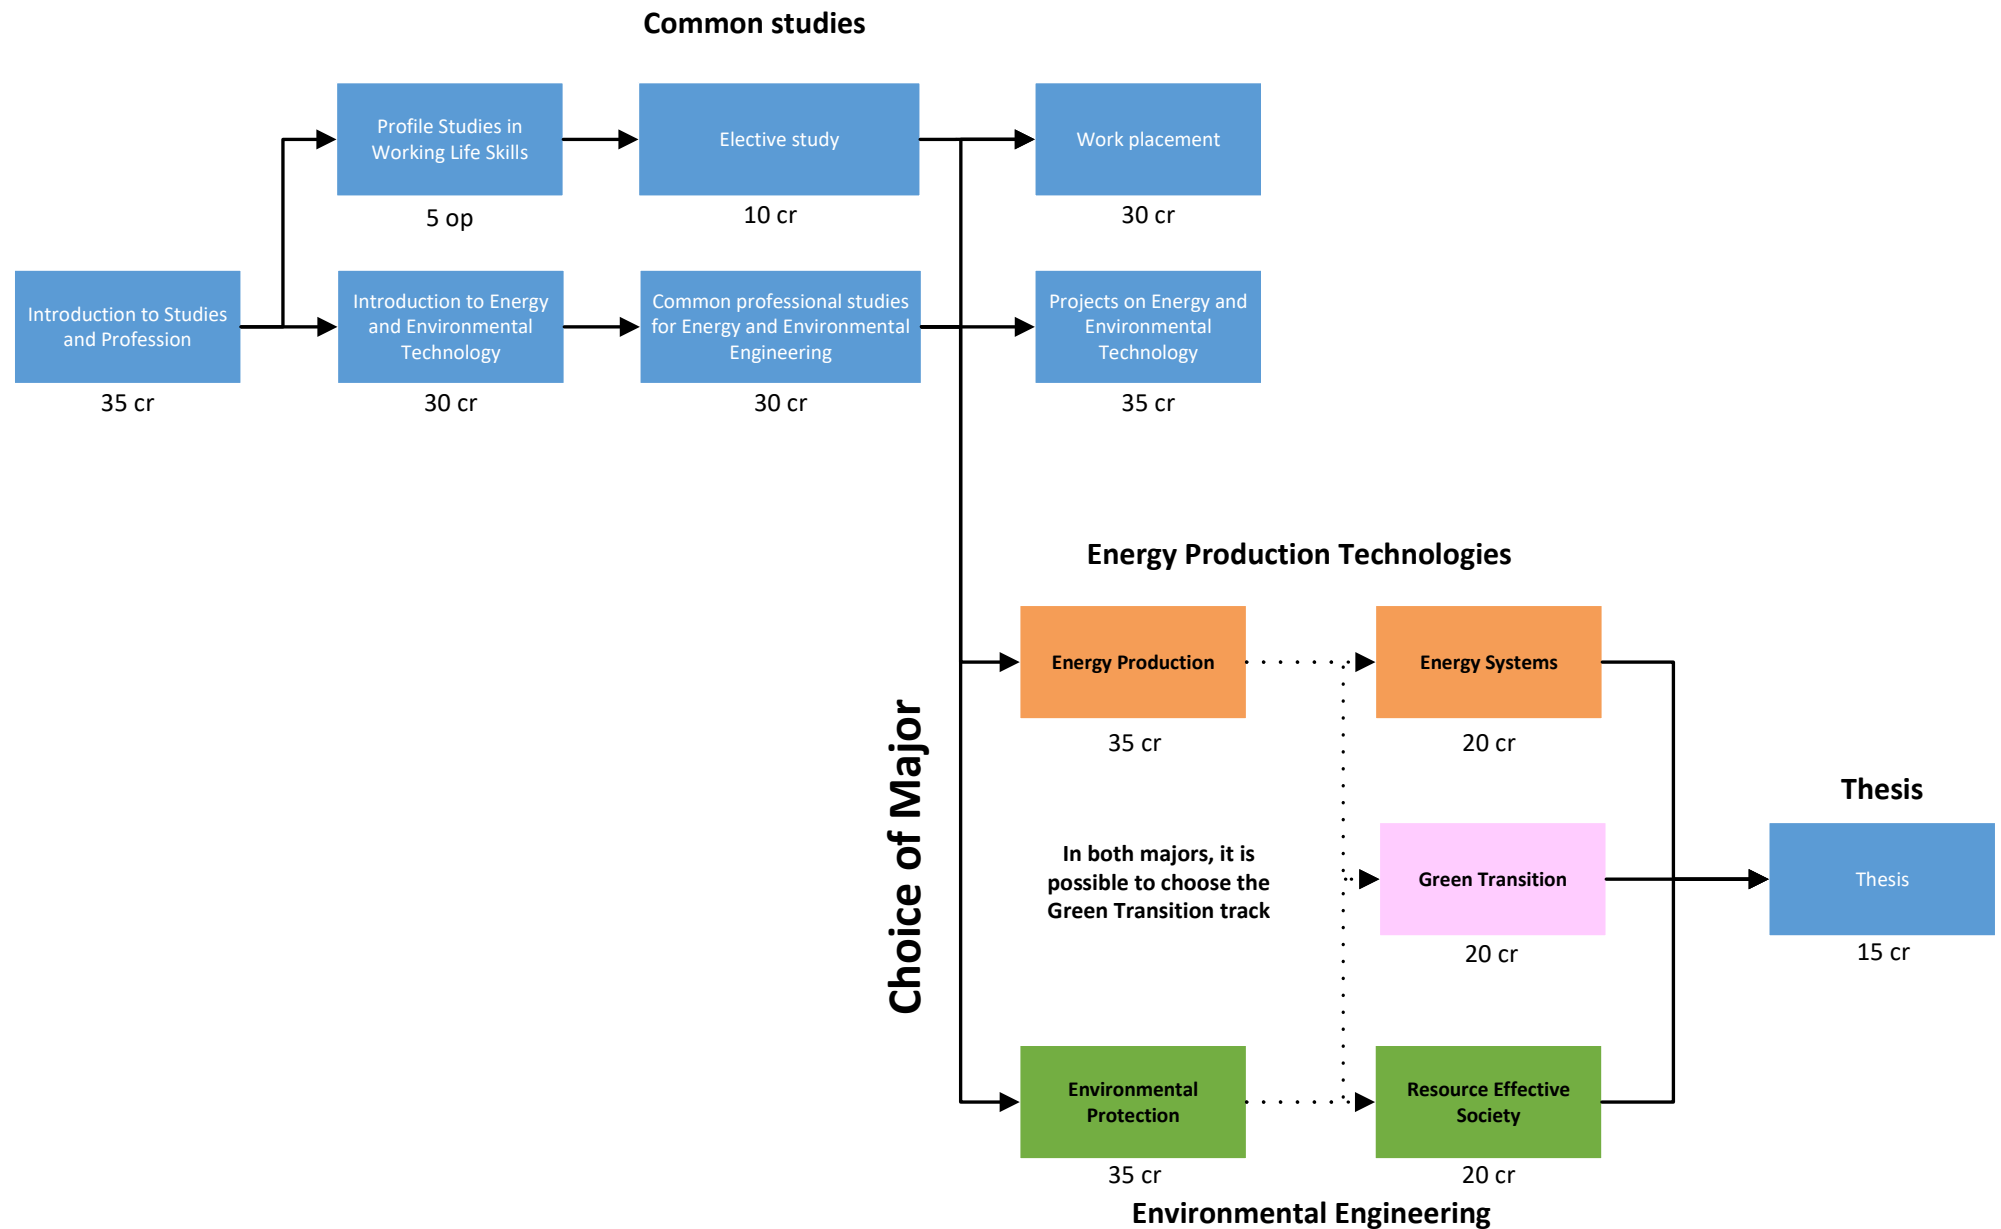 Common studies
Profile Studies in
Working Life Skills
5 op
Elective study
10 cr
Work placement
30 cr
Introduction to Studies
and Profession
35 cr
Introduction to Energy
and Environmental
Technology
30 cr
Common professional studies
for Energy and Environmental
Engineering
30 cr
Projects on Energy and
Environmental
Technology
35 cr
Choice of Major
Energy Production Technologies
Energy Production
35 cr
Energy Systems
20 cr
In both majors, it is
possible to choose the
Green Transition track
Green Transition
20 cr
Thesis
Thesis
15 cr
Environmental
Protection
35 cr
Resource Effective
Society
20 cr
Environmental Engineering